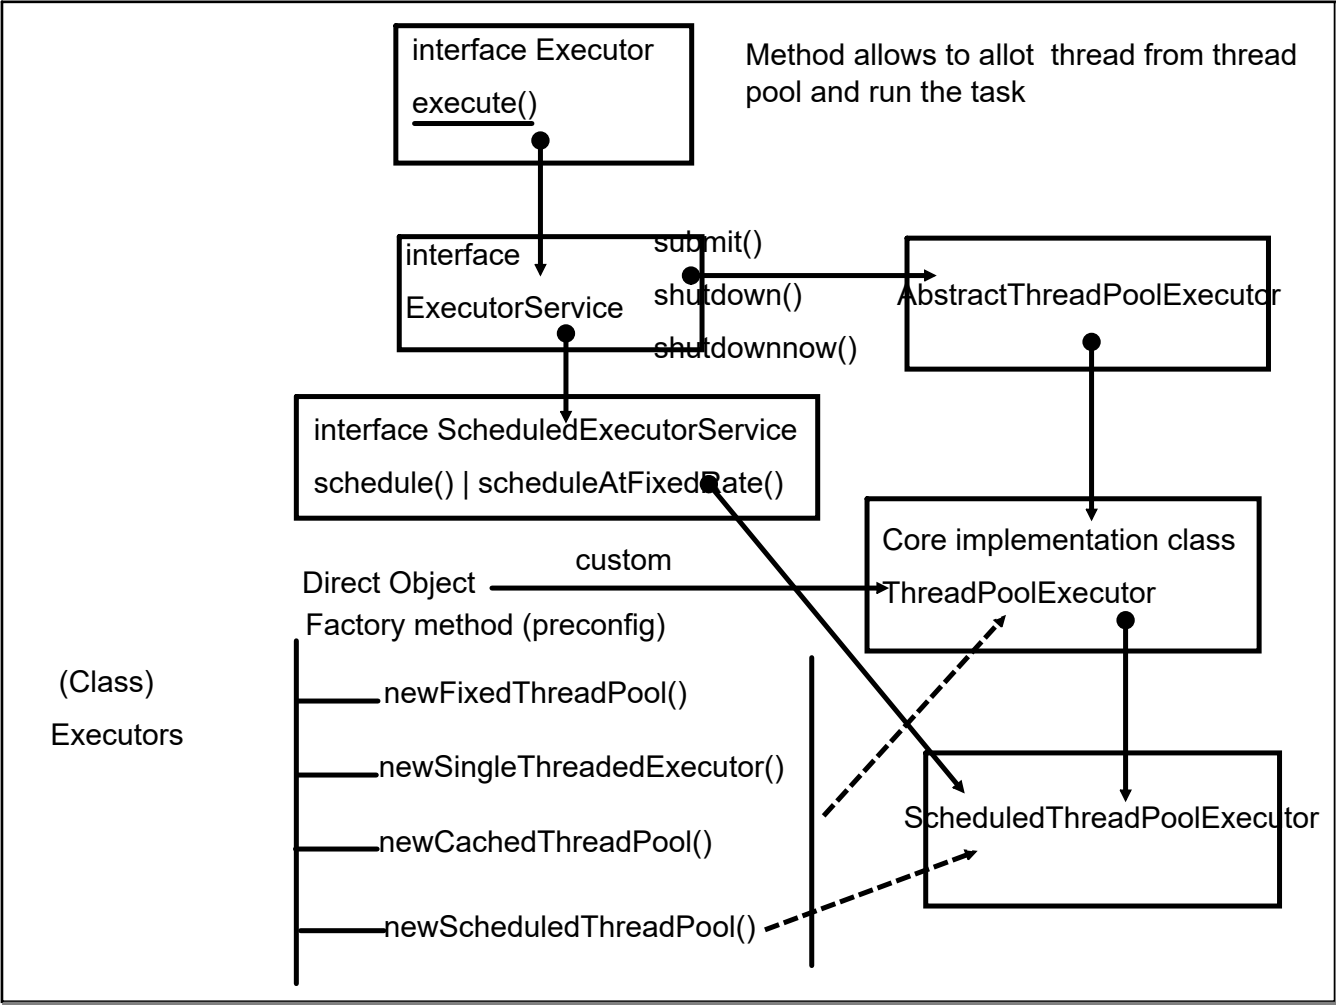 interface Executor
execute()
Method allows to allot  thread from thread
pool and run the task
interface
ExecutorService
submit()
shutdown()
shutdownnow()
AbstractThreadPoolExecutor
interface ScheduledExecutorService
schedule() | scheduleAtFixedRate()
Core implementation class
ThreadPoolExecutor
custom
Direct Object
Factory method (preconfig)
(Class)
Executors
newFixedThreadPool()
newSingleThreadedExecutor()
newCachedThreadPool()
newScheduledThreadPool()
ScheduledThreadPoolExecutor